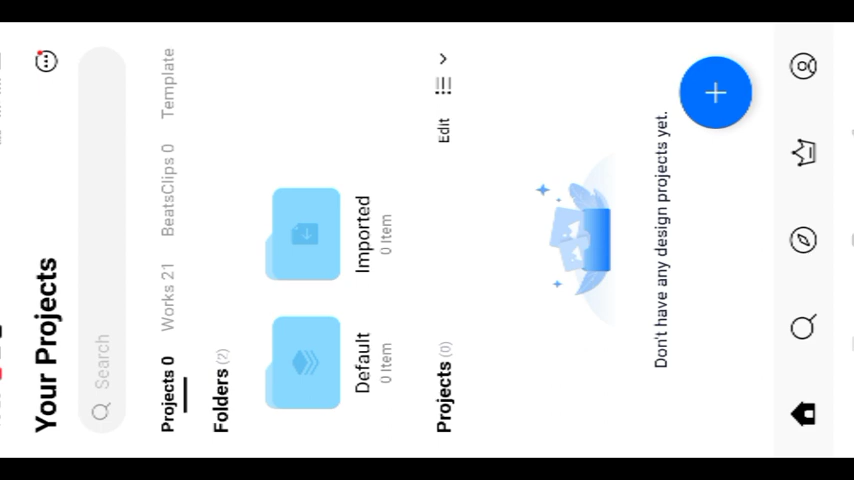 Your Projects
Search
Projects 0 Works 21 BeatsClips 0 Template
Folders (2)
Default
0 Item
Imported
0 Item
Projects (0) Edit
Don't have any design projects yet.